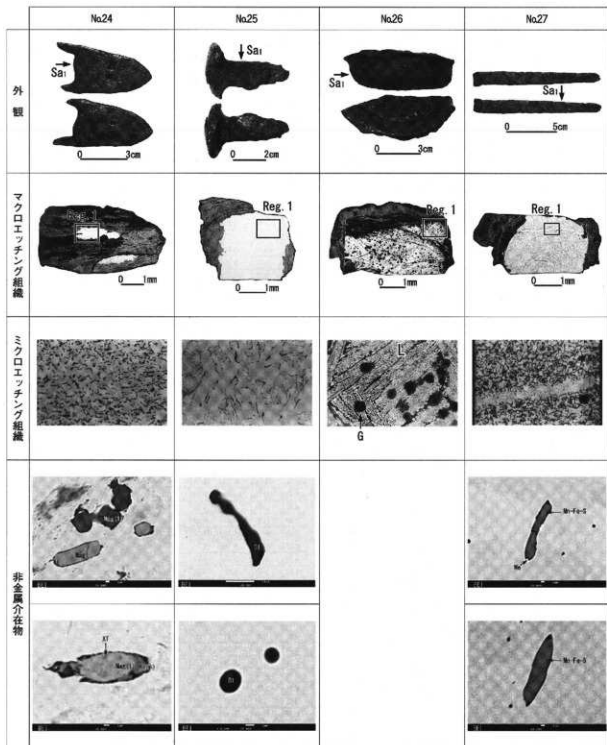 No.24 No.25 No.26 No.27
外観
Sa₁
Sa₁
Sa₁
Sa₁
0 3cm
0 2cm
0 3cm
0 5cm
マクロエッチング組織
Reg. 1
Reg. 1
Reg. 1
Reg. 1
0 1mm
0 1mm
0 1mm
0 1mm
ミクロエッチング組織
L
G
非金属介在物
Mn-Fe-S
XT
Mn-Fe-S